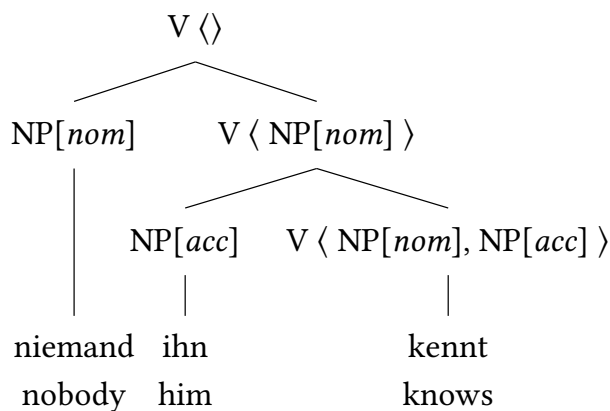 V ⟨⟩
NP[nom] V ⟨ NP[nom] ⟩
NP[acc] V ⟨ NP[nom], NP[acc] ⟩
niemand ihn kennt
nobody him knows